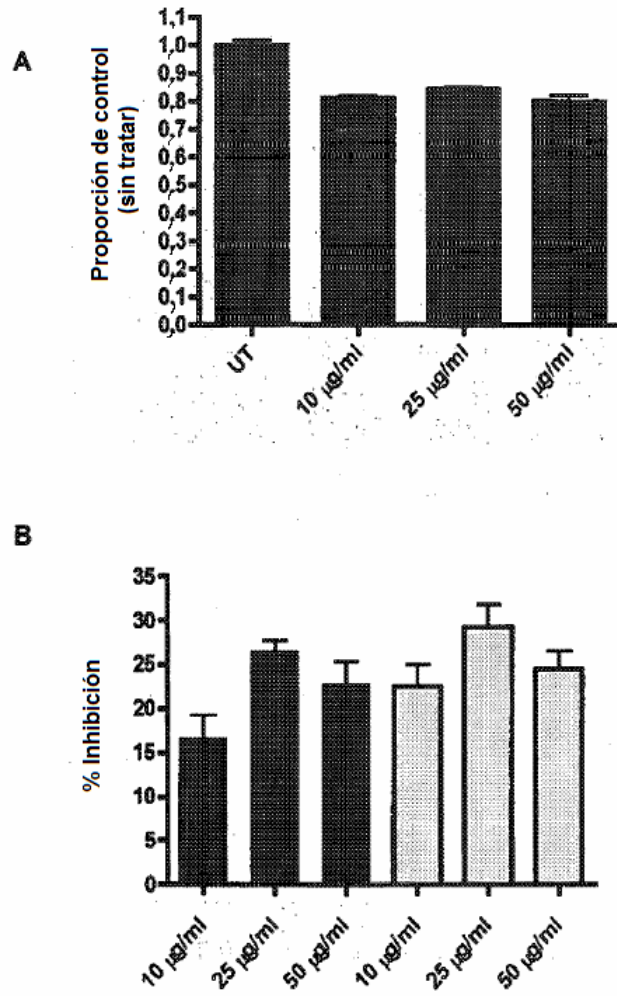 A
Proporción de control
(sin tratar)
1,1
1,0
0,9
0,8
0,7
0,6
0,5
0,4
0,3
0,2
0,1
0,0
UT
10 µg/ml
25 µg/ml
50 µg/ml
B
% Inhibición
35
30
25
20
15
10
5
0
10 µg/ml
25 µg/ml
50 µg/ml
10 µg/ml
25 µg/ml
50 µg/ml